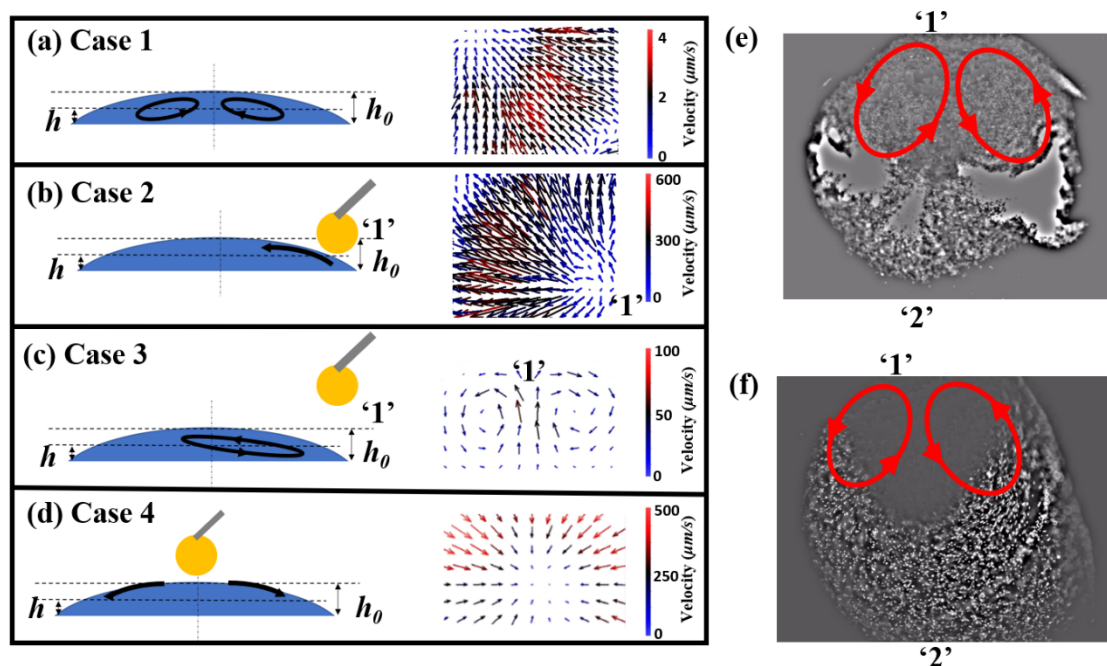 (a) Case 1
h
h₀
4
2
0
Velocity (μm/s)
(b) Case 2
‘1’
h
h₀
‘1’
600
300
0
Velocity (μm/s)
(c) Case 3
‘1’
h
h₀
‘1’
100
50
0
Velocity (μm/s)
(d) Case 4
h
h₀
500
250
0
Velocity (μm/s)
(e)
‘1’
‘2’
(f)
‘1’
‘2’